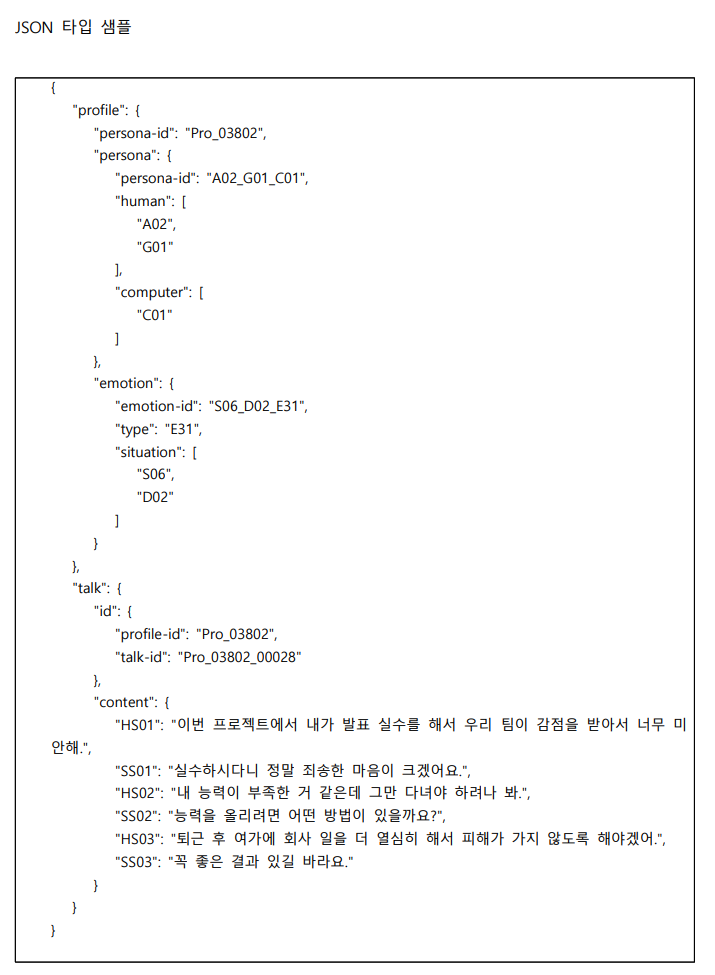 JSON 타입 샘플
{
"profile": {
"persona-id": "Pro_03802",
"persona": {
"persona-id": "A02_G01_C01",
"human": [
"A02",
"G01"
],
"computer": [
"C01"
]
},
"emotion": {
"emotion-id": "S06_D02_E31",
"type": "E31",
"situation": [
"S06",
"D02"
]
}
},
"talk": {
"id": {
"profile-id": "Pro_03802",
"talk-id": "Pro_03802_00028"
},
"content": {
"HS01": "이번 프로젝트에서 내가 발표 실수를 해서 우리 팀이 감점을 받아서 너무 미
안해.",
"SS01": "실수하시다니 정말 죄송한 마음이 크겠어요.",
"HS02": "내 능력이 부족한 거 같은데 그만 다녀야 하려나 봐.",
"SS02": "능력을 올리려면 어떤 방법이 있을까요?",
"HS03": "퇴근 후 여가에 회사 일을 더 열심히 해서 피해가 가지 않도록 해야겠어.",
"SS03": "꼭 좋은 결과 있길 바라요."
}
}
}